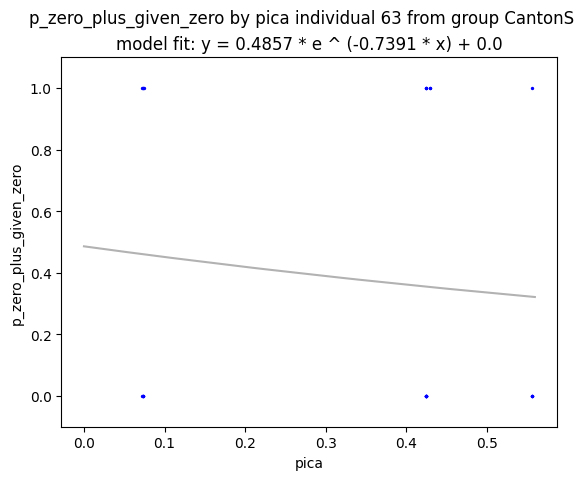 p_zero_plus_given_zero by pica individual 63 from group CantonS
model fit: y = 0.4857 * e ^ (-0.7391 * x) + 0.0
1.0
0.8
0.6
0.4
0.2
0.0
p_zero_plus_given_zero
0.0 0.1 0.2 0.3 0.4 0.5
pica